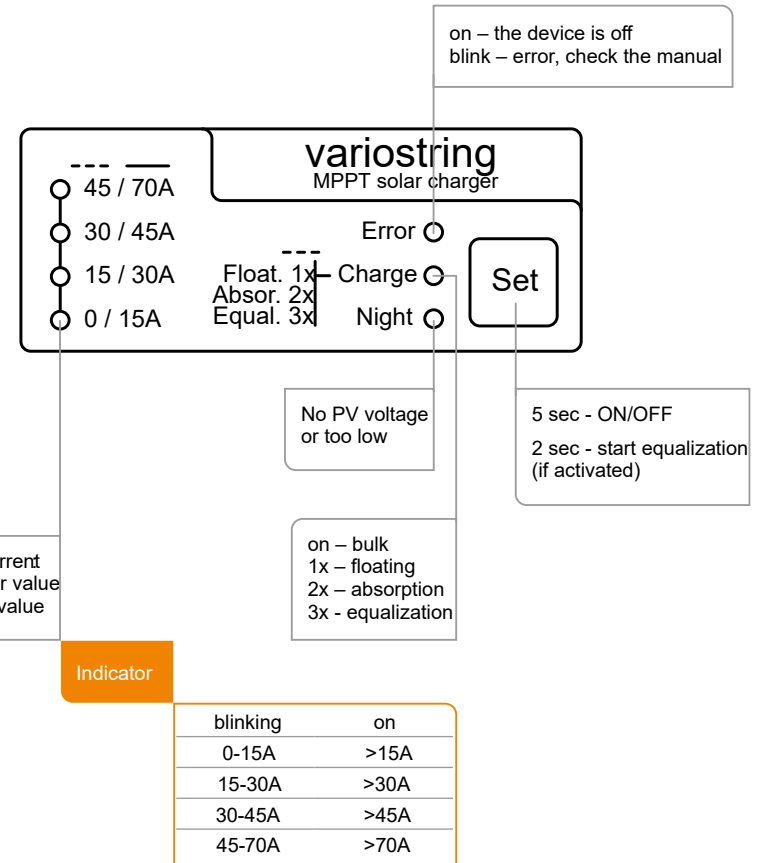 on – the device is off
blink – error, check the manual
variostring
MPPT solar charger
45 / 70A
30 / 45A
15 / 30A
0 / 15A
Error
Float. 1x
Absor. 2x
Equal. 3x
Charge
Night
Set
No PV voltage
or too low
5 sec - ON/OFF
2 sec - start equalization
(if activated)
on – bulk
1x – floating
2x – absorption
3x - equalization
value
value
Indicator
blinking on
0-15A >15A
15-30A >30A
30-45A >45A
45-70A >70A